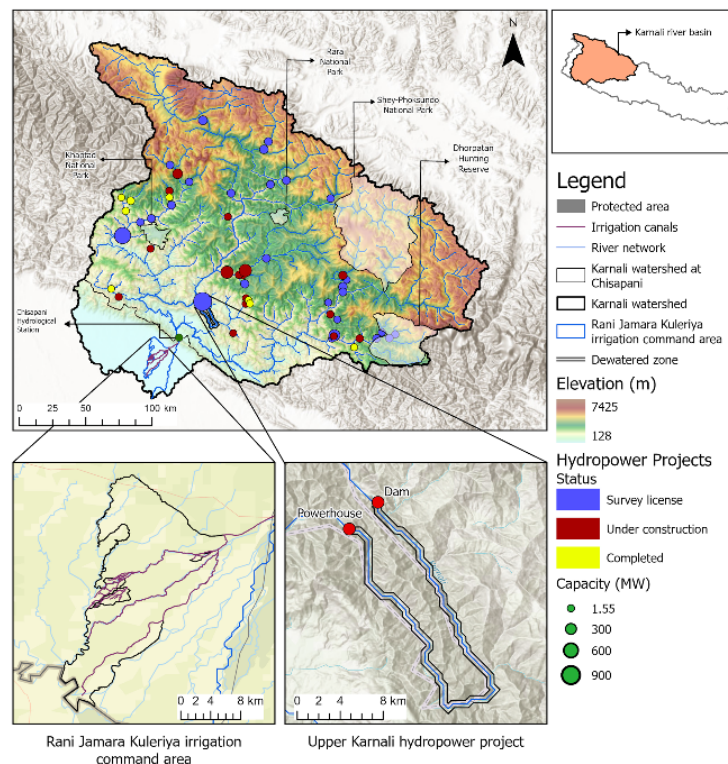 N
Rara
National
Park
Shey-Phoksundo
National Park
Khaptad
National
Park
Dhorpatan
Hunting
Reserve
Chisapani
Hydrological
Station
0 25 50 100 km
Karnali river basin
Legend
Protected area
Irrigation canals
River network
Karnali watershed at
Chisapani
Karnali watershed
Rani Jamara Kuleriya
irrigation command area
Dewatered zone
Elevation (m)
7425
128
Hydropower Projects
Status
Survey license
Under construction
Completed
Capacity (MW)
1.55
300
600
900
0 2 4 8 km
Rani Jamara Kuleriya irrigation
command area
Dam
Powerhouse
0 2 4 8 km
Upper Karnali hydropower project